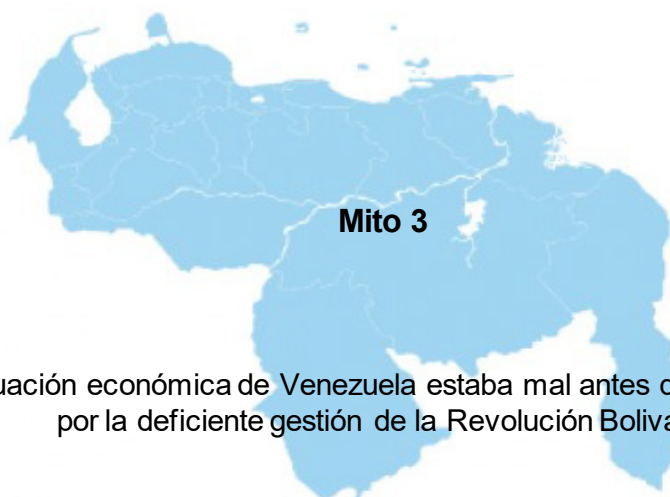 Mito 3
uación económica de Venezuela estaba mal antes d
por la deficiente gestión de la Revolución Boliva